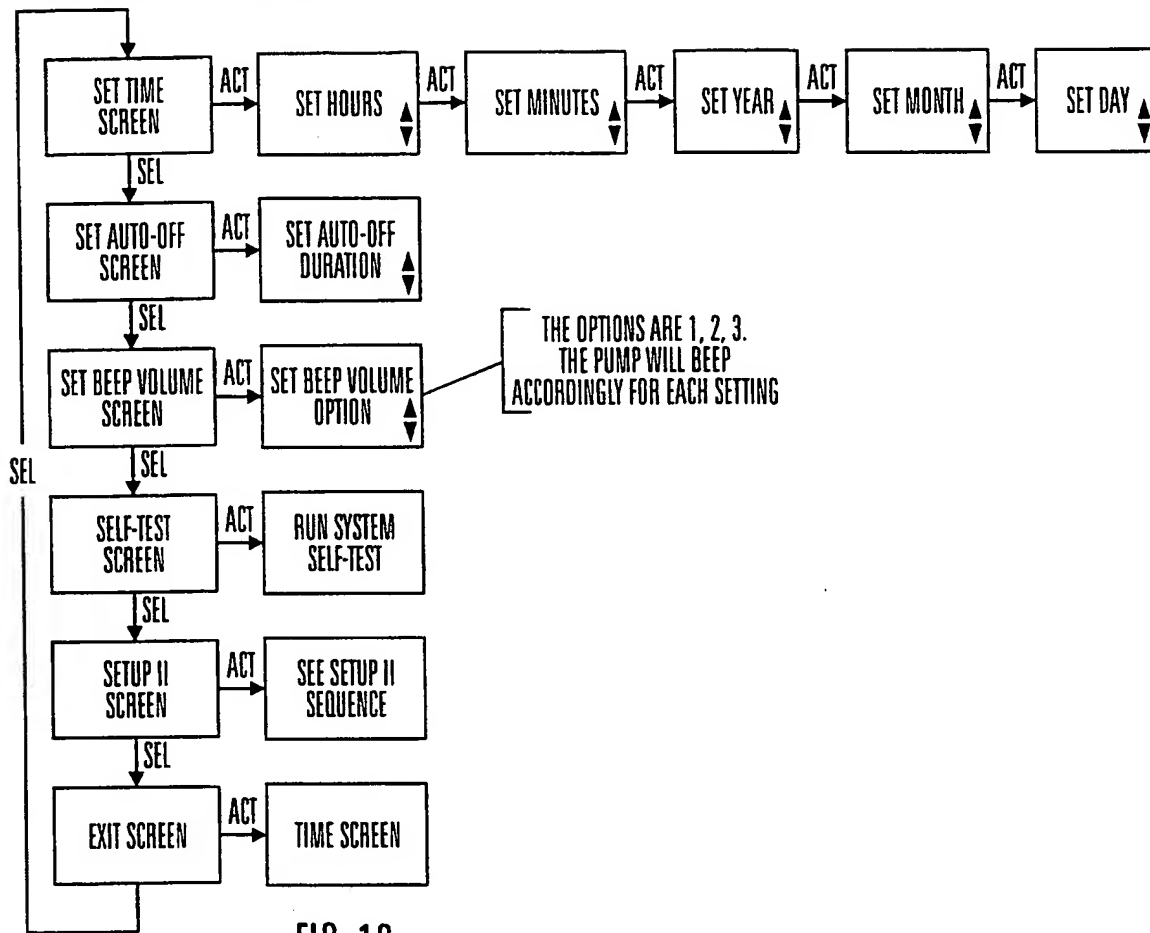 SET TIME
SCREEN
ACT
SET HOURS
ACT
SET MINUTES
ACT
SET YEAR
ACT
SET MONTH
ACT
SET DAY
SEL
SET AUTO-OFF
SCREEN
ACT
SET AUTO-OFF
DURATION
SEL
SET BEEP VOLUME
SCREEN
ACT
SET BEEP VOLUME
OPTION
THE OPTIONS ARE 1, 2, 3.
THE PUMP WILL BEEP
ACCORDINGLY FOR EACH SETTING
SEL
SEL
SELF-TEST
SCREEN
ACT
RUN SYSTEM
SELF-TEST
SEL
SETUP II
SCREEN
ACT
SEE SETUP II
SEQUENCE
SEL
EXIT SCREEN
ACT
TIME SCREEN